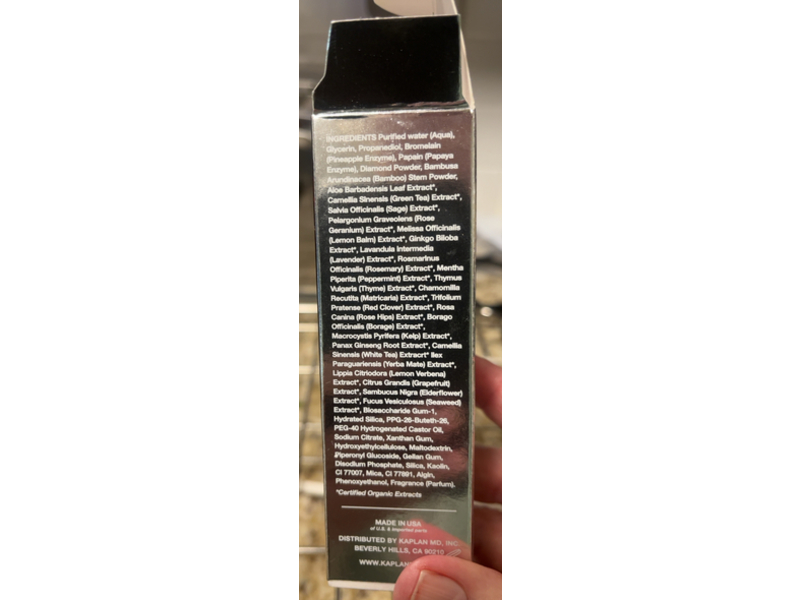 INGREDIENTS Purified water (Aqua),
Glycerin, Propanediol, Bromelain
(Pineapple Enzyme), Papain (Papaya
Enzyme), Diamond Powder, Bambusa
Arundinacea (Bamboo) Stem Powder,
Aloe Barbadensis Leaf Extract*,
Camellia Sinensis (Green Tea) Extract*,
Salvia Officinalis (Sage) Extract*,
Pelargonium Graveolens (Rose
Geranium) Extract*, Melissa Officinalis
(Lemon Balm) Extract*, Ginkgo Biloba
Extract*, Lavandula Intermedia
(Lavender) Extract*, Rosmarinus
Officinalis (Rosemary) Extract*, Mentha
Piperita (Peppermint) Extract*, Thymus
Vulgaris (Thyme) Extract*, Chamomilla
Recutita (Matricaria) Extract*, Trifolium
Pratense (Red Clover) Extract*, Rosa
Canina (Rose Hips) Extract*, Borago
Officinalis (Borage) Extract*,
Macrocystis Pyrifera (Kelp) Extract*,
Panax Ginseng Root Extract*, Camellia
Sinensis (White Tea) Extracrt* Ilex
Paraguariensis (Yerba Mate) Extract*,
Lippia Citriodora (Lemon Verbena)
Extract*, Citrus Grandis (Grapefruit)
Extract*, Sambucus Nigra (Elderflower)
Extract*, Fucus Vesiculosus (Seaweed)
Extract*, Biosaccharide Gum-1,
Hydrated Silica, PPG-26-Buteth-26,
PEG-40 Hydrogenated Castor Oil,
Sodium Citrate, Xanthan Gum,
Hydroxyethylcellulose, Maltodextrin,
Piperonyl Glucoside, Gellan Gum,
Disodium Phosphate, Silica, Kaolin,
CI 77007, Mica, CI 77891, Algin,
Phenoxyethanol, Fragrance (Parfum).
*Certified Organic Extracts
MADE IN USA
of U.S. & imported parts
DISTRIBUTED BY KAPLAN MD, INC.
BEVERLY HILLS, CA 90210
WWW.KAPLAN